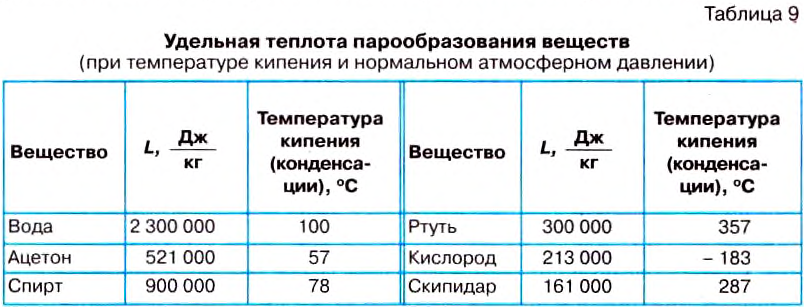 Таблица 9
Удельная теплота парообразования веществ
(при температуре кипения и нормальном атмосферном давлении)
Вещество L, Дж/кг Температура кипения (конденса-ции), °С Вещество L, Дж/кг Температура кипения (конденса-ции), °С
Вода 2 300 000 100 Ртуть 300 000 357
Ацетон 521 000 57 Кислород 213 000 – 183
Спирт 900 000 78 Скипидар 161 000 287